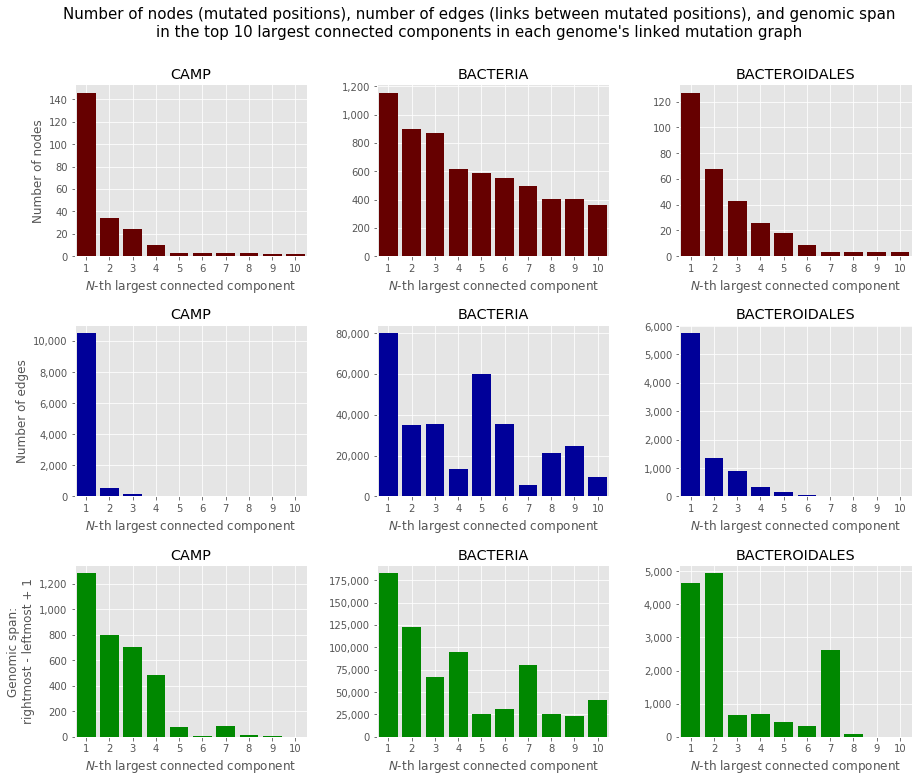 Number of nodes (mutated positions), number of edges (links between mutated positions), and genomic span
in the top 10 largest connected components in each genome's linked mutation graph
CAMP
BACTERIA
BACTEROIDALES
Number of nodes
140
120
100
80
60
40
20
0
1 2 3 4 5 6 7 8 9 10
N-th largest connected component
1,200
1,000
800
600
400
200
0
1 2 3 4 5 6 7 8 9 10
N-th largest connected component
120
100
80
60
40
20
0
1 2 3 4 5 6 7 8 9 10
N-th largest connected component
CAMP
BACTERIA
BACTEROIDALES
Number of edges
10,000
8,000
6,000
4,000
2,000
0
1 2 3 4 5 6 7 8 9 10
N-th largest connected component
80,000
60,000
40,000
20,000
0
1 2 3 4 5 6 7 8 9 10
N-th largest connected component
6,000
5,000
4,000
3,000
2,000
1,000
0
1 2 3 4 5 6 7 8 9 10
N-th largest connected component
CAMP
BACTERIA
BACTEROIDALES
Genomic span:
rightmost - leftmost + 1
1,200
1,000
800
600
400
200
0
1 2 3 4 5 6 7 8 9 10
N-th largest connected component
175,000
150,000
125,000
100,000
75,000
50,000
25,000
0
1 2 3 4 5 6 7 8 9 10
N-th largest connected component
5,000
4,000
3,000
2,000
1,000
0
1 2 3 4 5 6 7 8 9 10
N-th largest connected component